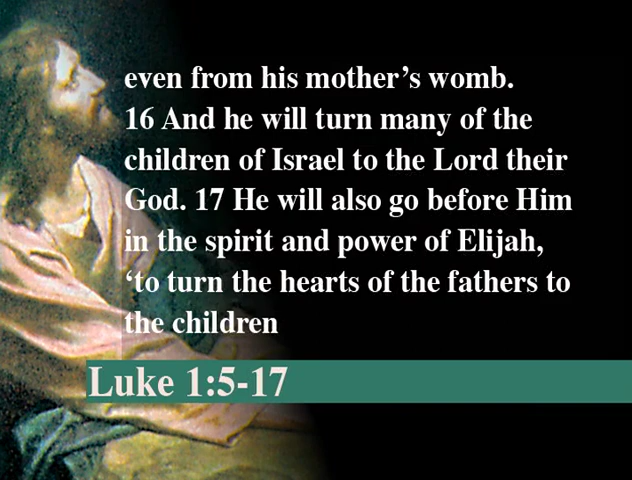 even from his mother’s womb.
16 And he will turn many of the
children of Israel to the Lord their
God. 17 He will also go before Him
in the spirit and power of Elijah,
‘to turn the hearts of the fathers to
the children
Luke 1:5-17